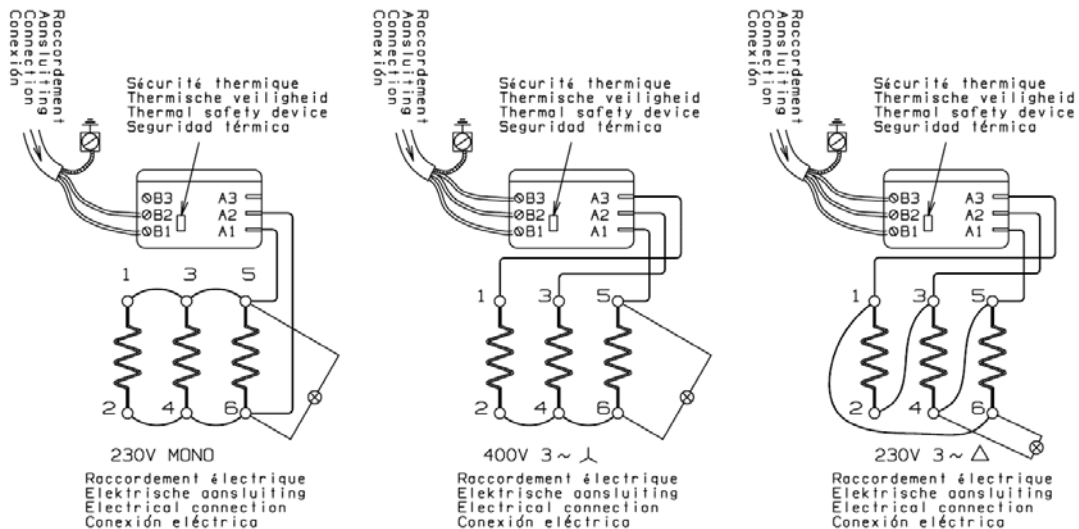 Raccordement
Aansluiting
Connection
Conexión
Sécurité thermique
Thermische veiligheid
Thermal safety device
Seguridad térmica
B3 A3
B2 A2
B1 A1
1 3 5
2 4 6
230V MONO
Raccordement électrique
Elektrische aansluiting
Electrical connection
Conexión eléctrica
Raccordement
Aansluiting
Connection
Conexión
Sécurité thermique
Thermische veiligheid
Thermal safety device
Seguridad térmica
B3 A3
B2 A2
B1 A1
1 3 5
2 4 6
400V 3~
Raccordement électrique
Elektrische aansluiting
Electrical connection
Conexión eléctrica
Raccordement
Aansluiting
Connection
Conexión
Sécurité thermique
Thermische veiligheid
Thermal safety device
Seguridad térmica
B3 A3
B2 A2
B1 A1
1 3 5
2 4 6
230V 3~ △
Raccordement électrique
Elektrische aansluiting
Electrical connection
Conexión eléctrica